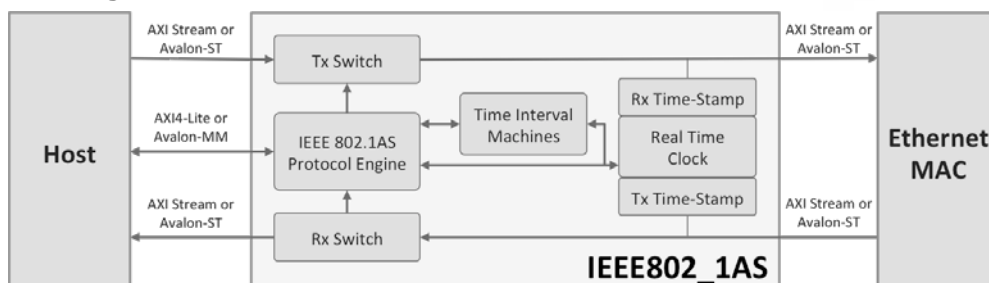 Host
AXI Stream or
Avalon-ST
AXI4-Lite or
Avalon-MM
AXI Stream or
Avalon-ST
Tx Switch
IEEE 802.1AS
Protocol Engine
Rx Switch
Time Interval
Machines
Rx Time-Stamp
Real Time
Clock
Tx Time-Stamp
IEEE802_1AS
AXI Stream or
Avalon-ST
AXI Stream or
Avalon-ST
Ethernet
MAC